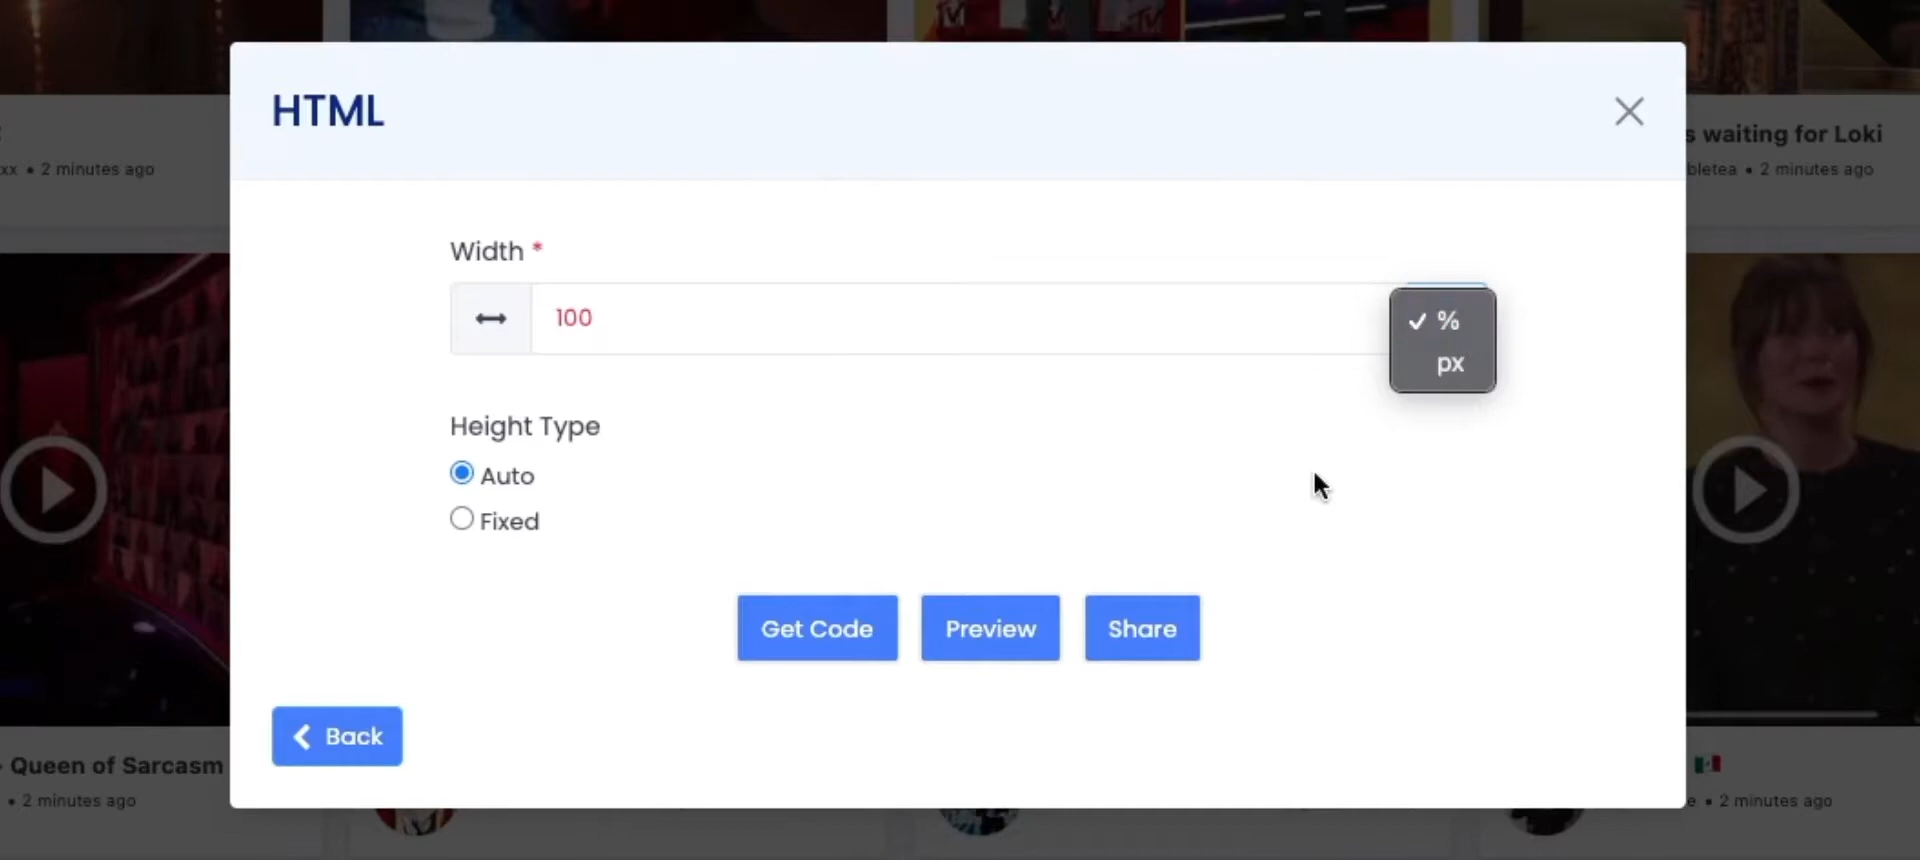 HTML
s waiting for Loki
xx • 2 minutes ago
bletea • 2 minutes ago
Width *
100
%
px
Height Type
Auto
Fixed
Get Code
Preview
Share
Back
Queen of Sarcasm
• 2 minutes ago
e • 2 minutes ago